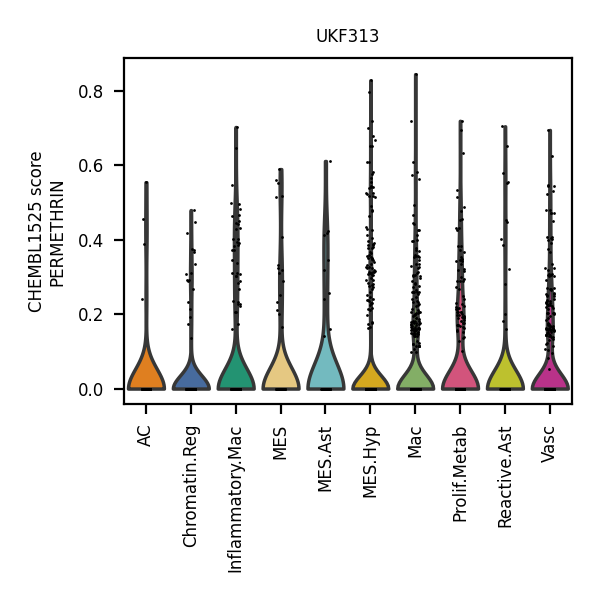 UKF313
CHEMBL1525 score
PERMETHRIN
0.8
0.6
0.4
0.2
0.0
AC
Chromatin.Reg
Inflammatory.Mac
MES
MES.Ast
MES.Hyp
Mac
Prolif.Metab
Reactive.Ast
Vasc